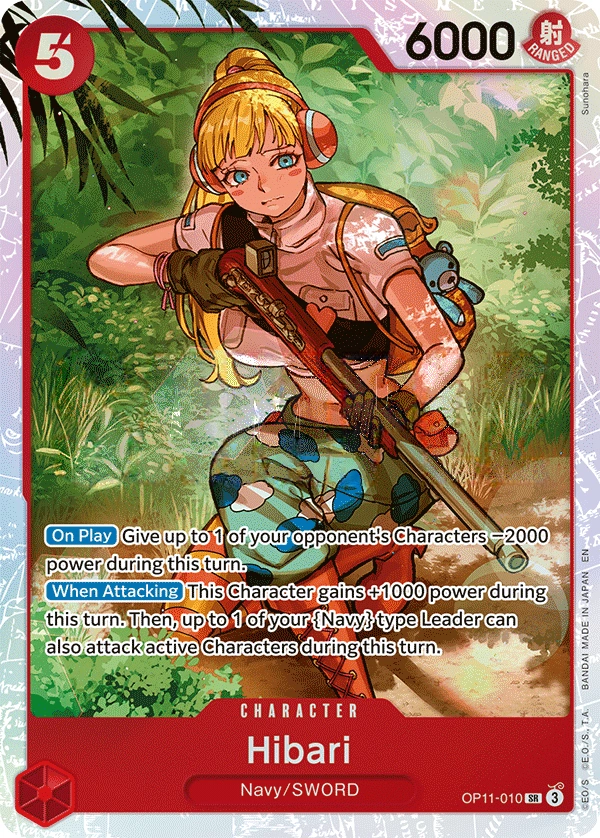 5
6000
射
RANGED
Sunohara
On Play Give up to 1 of your opponent's Characters −2000
power during this turn.
When Attacking This Character gains +1000 power during
this turn. Then, up to 1 of your {Navy} type Leader can
also attack active Characters during this turn.
©E.O./S, T.A. BANDAI MADE IN JAPAN EN
©EO/S
CHARACTER
Hibari
Navy/SWORD
OP11-010 SR 3